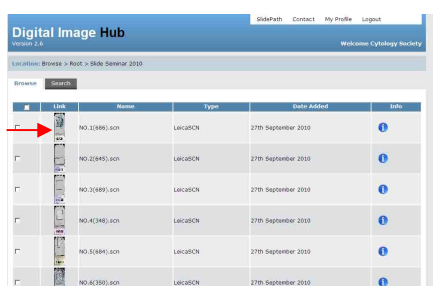 SlidePath Contact My Profile Logout
Digital Image Hub
Version 2.6
Welcome Cytology Society
Location: Browse > Root > Slide Seminar 2010
Browse Search
Link Name Type Date Added Info
NO.1(686).scn LeicaSCN 27th September 2010
NO.2(645).scn LeicaSCN 27th September 2010
NO.3(689).scn LeicaSCN 27th September 2010
NO.4(348).scn LeicaSCN 27th September 2010
NO.5(684).scn LeicaSCN 27th September 2010
NO.6(350).scn LeicaSCN 27th September 2010